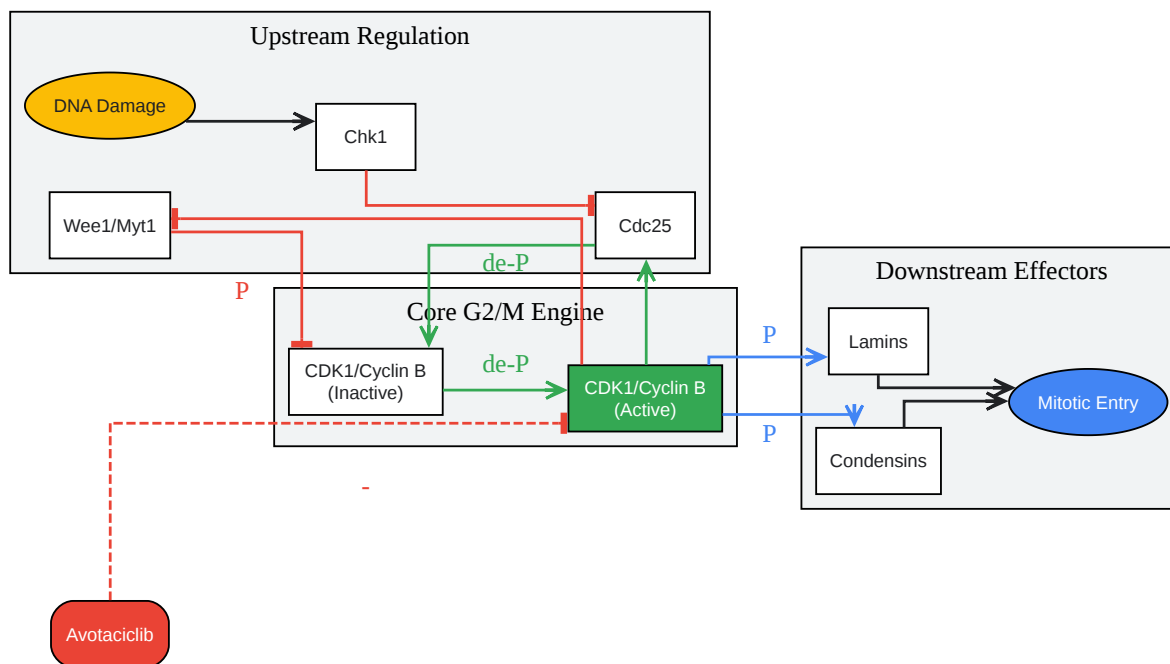 Upstream Regulation
DNA Damage
Chk1
Wee1/Myt1
Cdc25
de-P
P
Core G2/M Engine
CDK1/Cyclin B
(Inactive)
de-P
CDK1/Cyclin B
(Active)
P
P
Downstream Effectors
Lamins
Mitotic Entry
Condensins
-
Avotaciclib